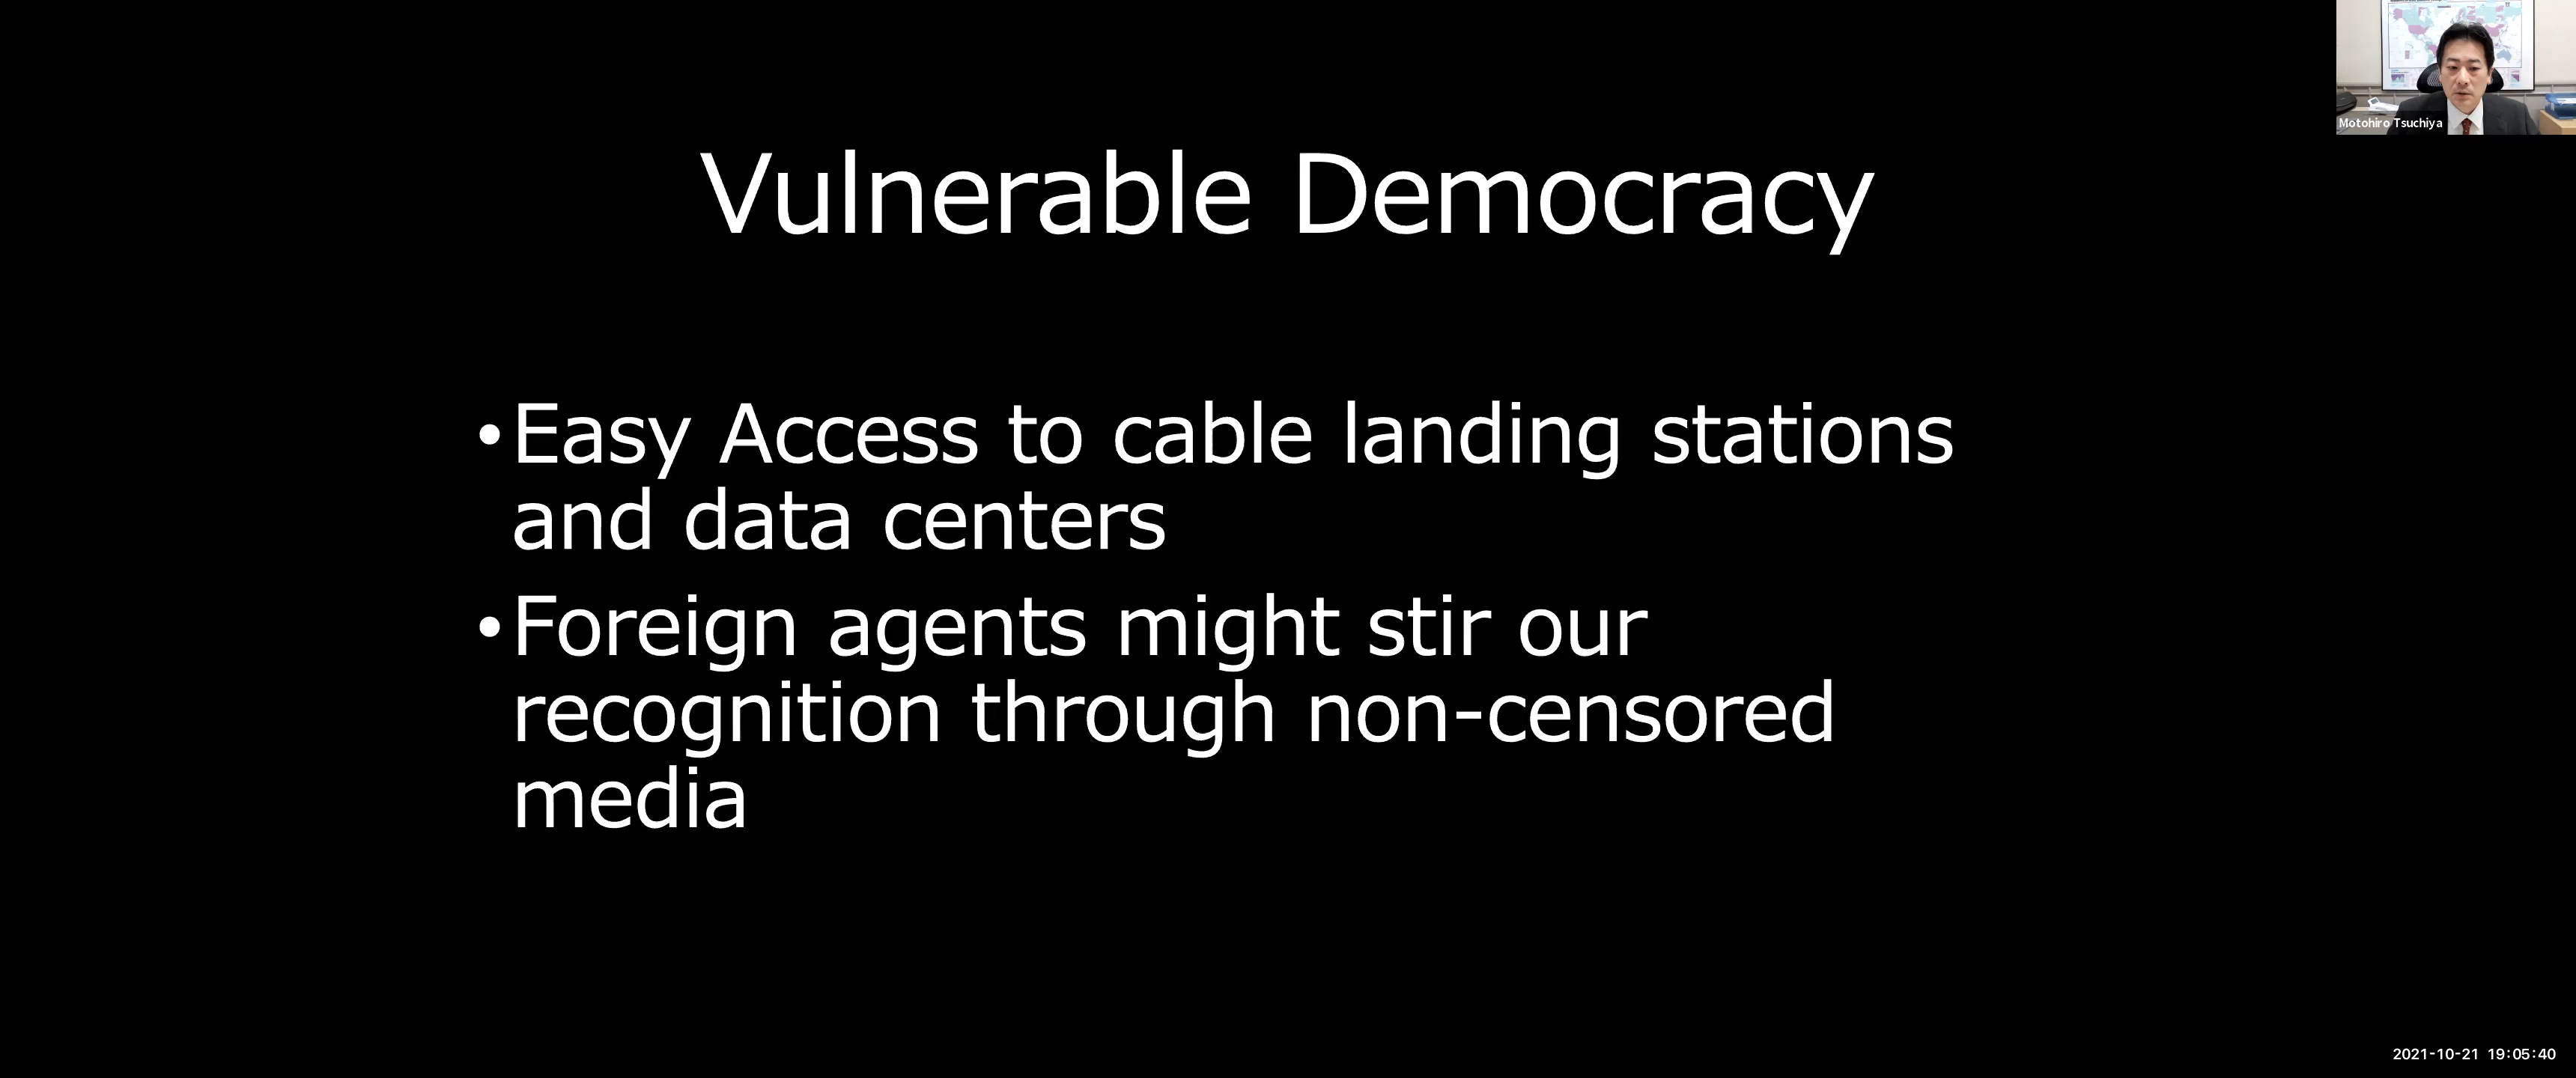 Motohiro Tsuchiya
Vulnerable Democracy
•Easy Access to cable landing stations
and data centers
•Foreign agents might stir our
recognition through non-censored
media
2021-10-21 19:05:40